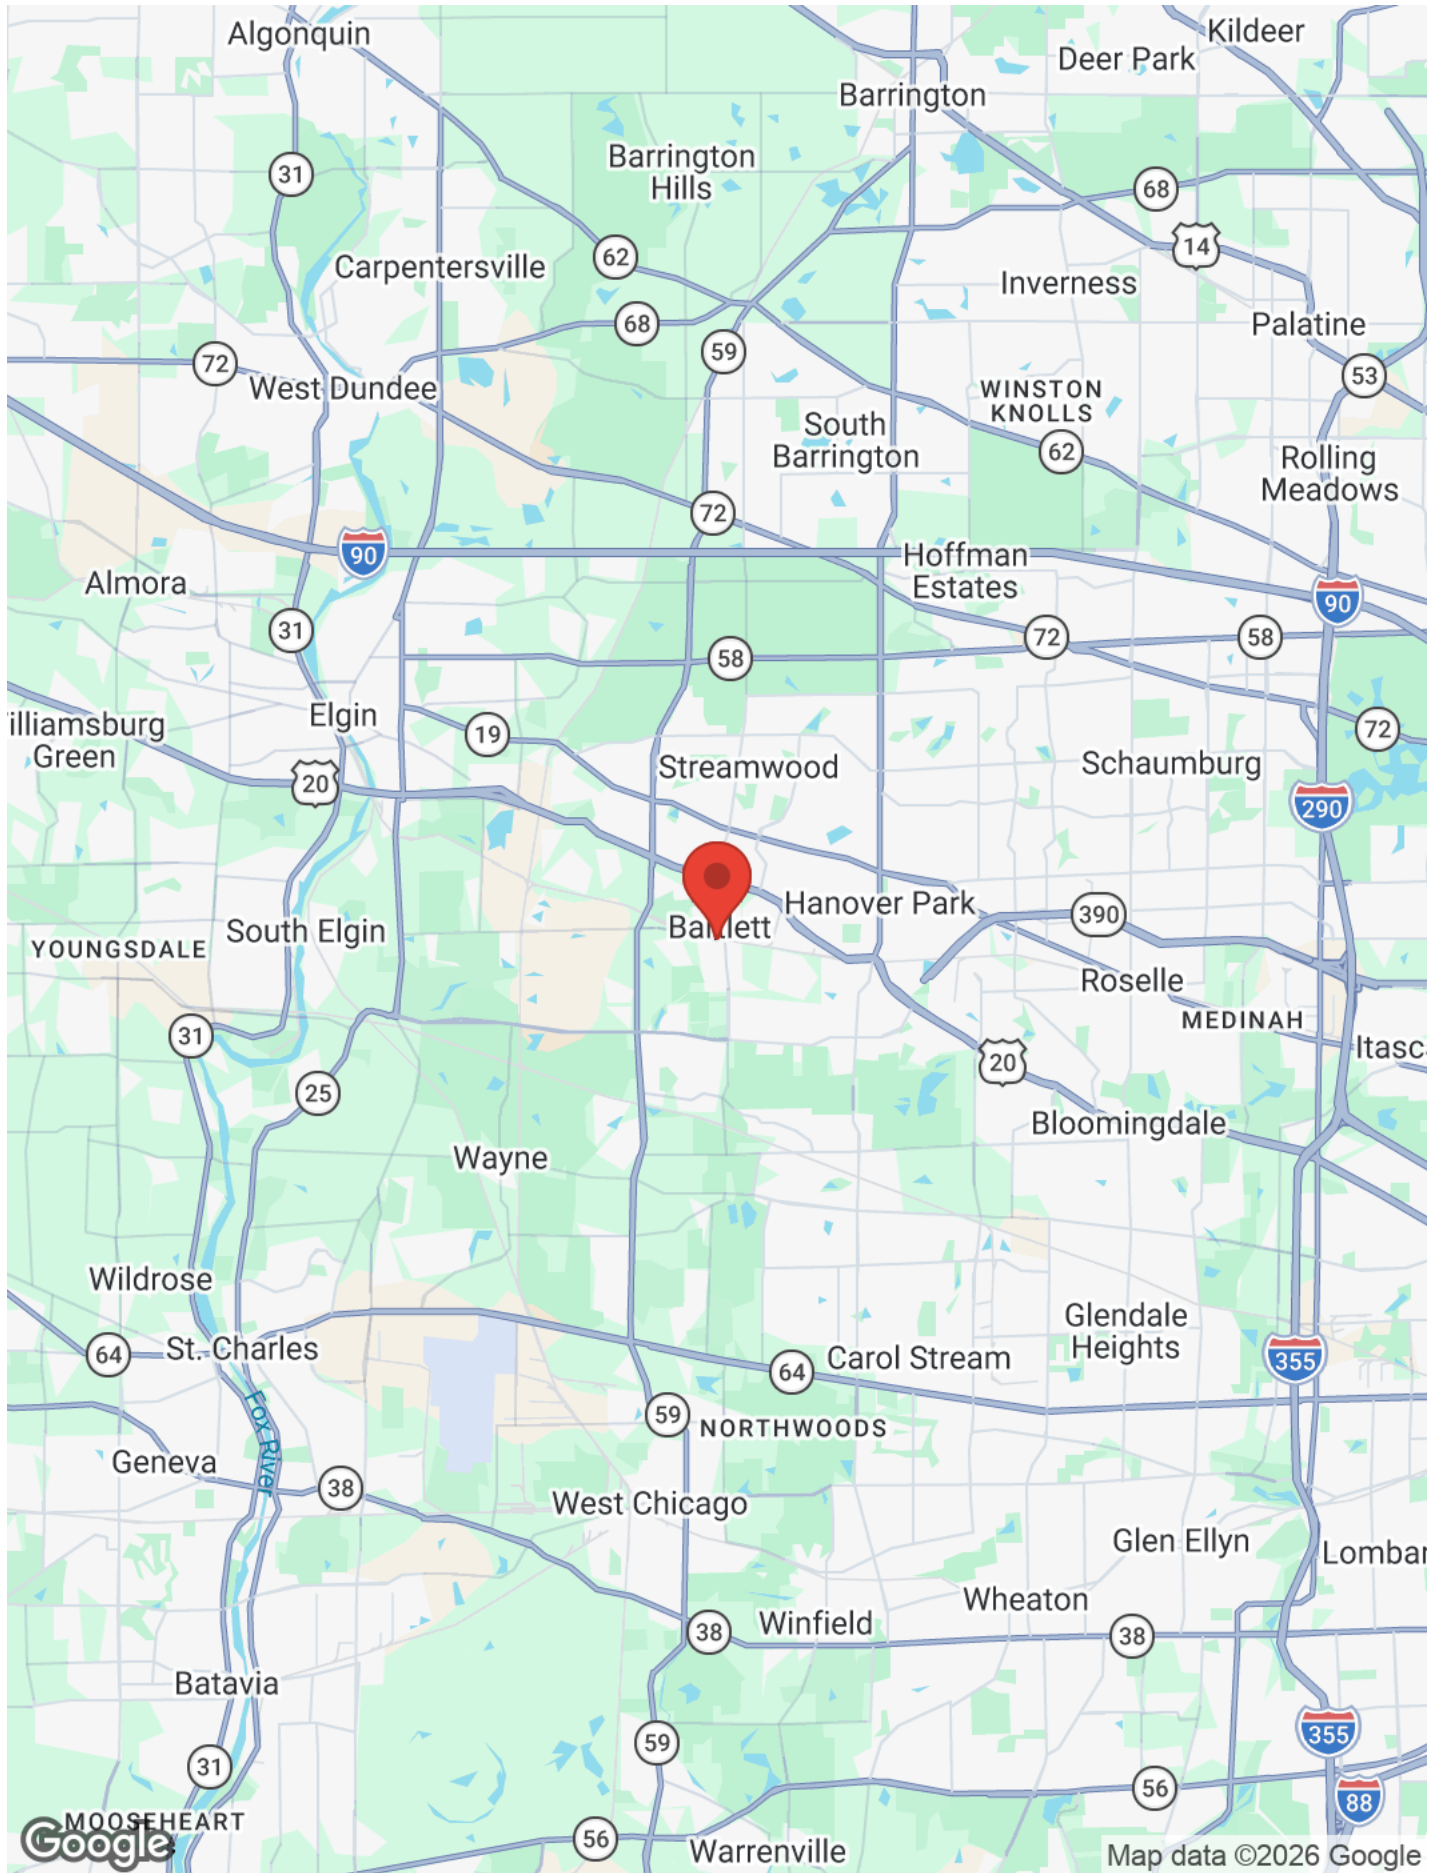 Algonquin
Kildeer
Deer Park
Barrington
Barrington
Hills
31
68
14
62
Carpentersville
Inverness
68
Palatine
59
72
53
West Dundee
WINSTON
KNOLLS
South
Barrington
62
Rolling
Meadows
72
90
Hoffman
Estates
Almora
90
31
72
58
58
Elgin
illiamsburg
Green
19
72
Streamwood
Schaumburg
20
290
Hanover Park
390
Bartlett
South Elgin
YOUNGSDALE
Roselle
MEDINAH
31
Itasc
20
25
Bloomingdale
Wayne
Wildrose
Glendale
Heights
St. Charles
64
Carol Stream
355
64
Fox River
59
NORTHWOODS
Geneva
38
West Chicago
Glen Ellyn
Lombar
Wheaton
Winfield
38
38
Batavia
355
59
31
56
88
MOOSEHEART
Google
56
Warrenville
Map data ©2026 Google